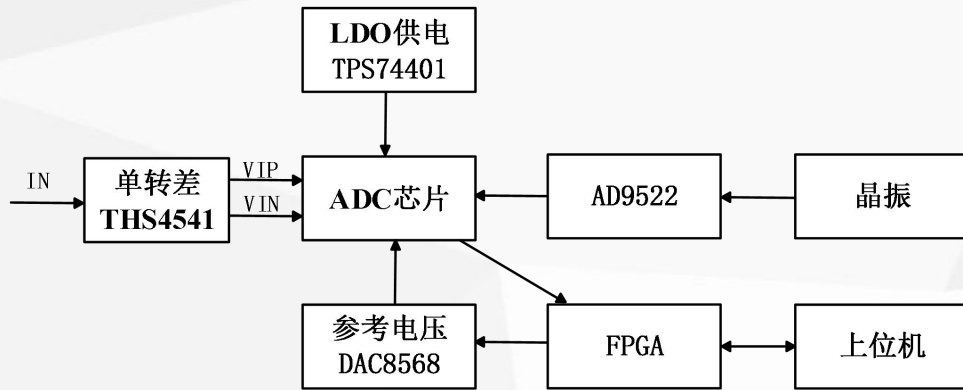 LDO供电
TPS74401
IN
单转差
THS4541
VIP
VIN
ADC芯片
AD9522
晶振
参考电压
DAC8568
FPGA
上位机